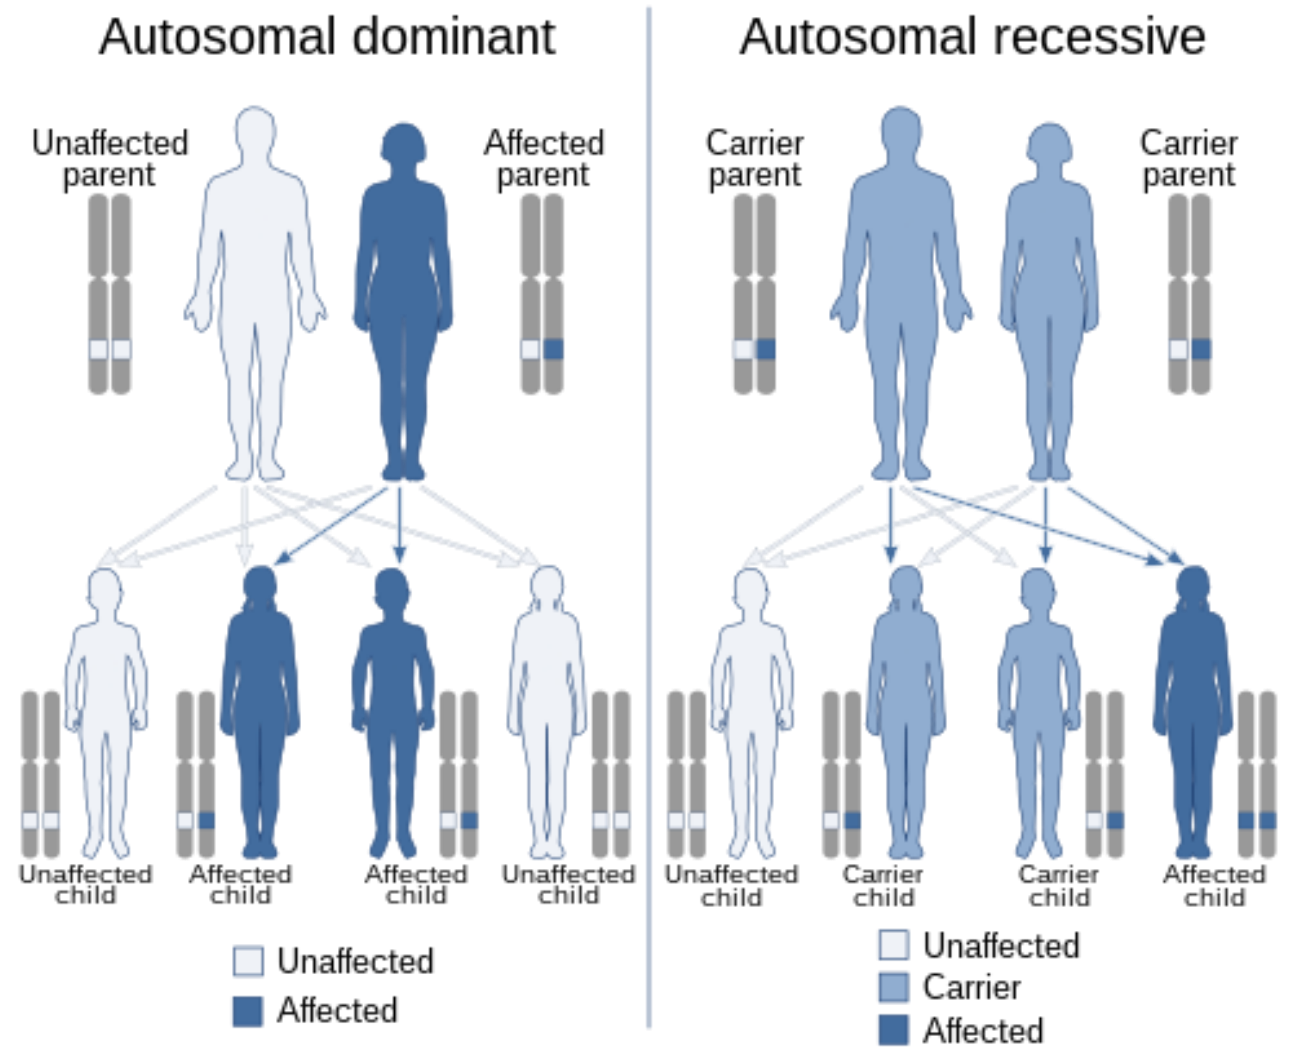 Autosomal dominant
Unaffected
parent
Affected
parent
Unaffected
child
Affected
child
Affected
child
Unaffected
child
Unaffected
Affected
Autosomal recessive
Carrier
parent
Carrier
parent
Unaffected
child
Carrier
child
Carrier
child
Affected
child
Unaffected
Carrier
Affected